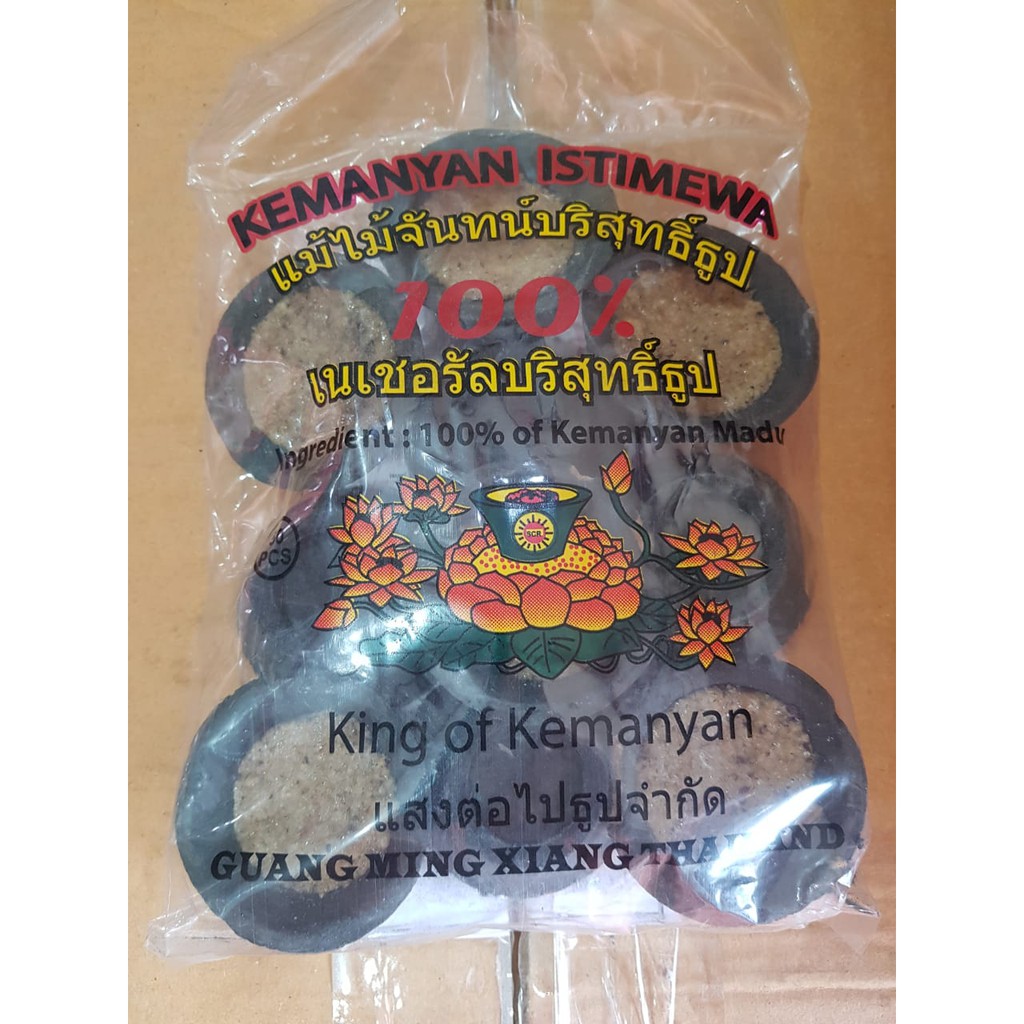 KEMANYAN ISTIMEWA
แม้ไม้จันทน์บริสุทธิ์ธูป
100%
เนเชอรัลบริสุทธิ์ธูป
Ingredient : 100% of Kemanyan Madu
PCS
SCR
King of Kemanyan
แสงต่อไปธูปจำกัด
GUANG MING XIANG THAILAND